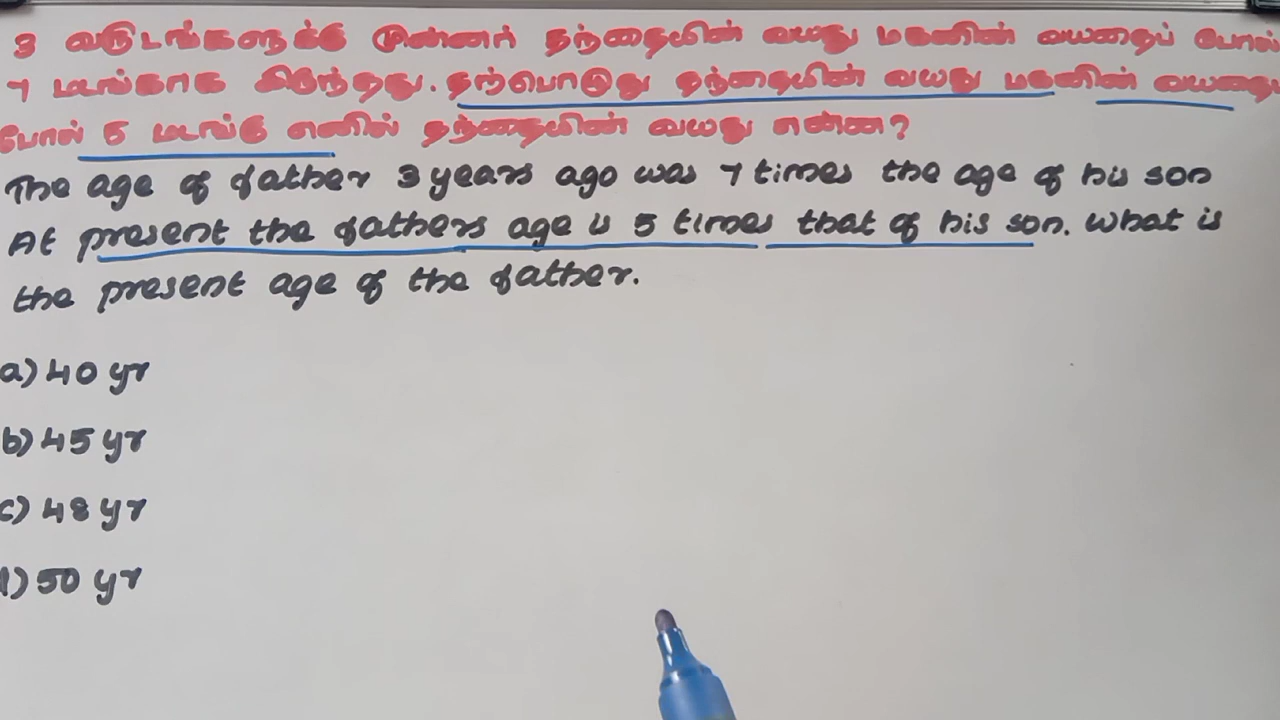 3 வருடங்களுக்கு முன்னர் தந்தையின் வயது மகனின் வயதைப் போல்
7 மடங்காக இருந்தது. தற்பொழுது தந்தையின் வயது மகனின் வயதை
போல் 5 மடங்கு எனில் தந்தையின் வயது என்ன?
The age of father 3 years ago was 7 times the age of his son
At present the fathers age is 5 times that of his son. What is
the present age of the father.
a) 40 yr
b) 45 yr
c) 48 yr
d) 50 yr